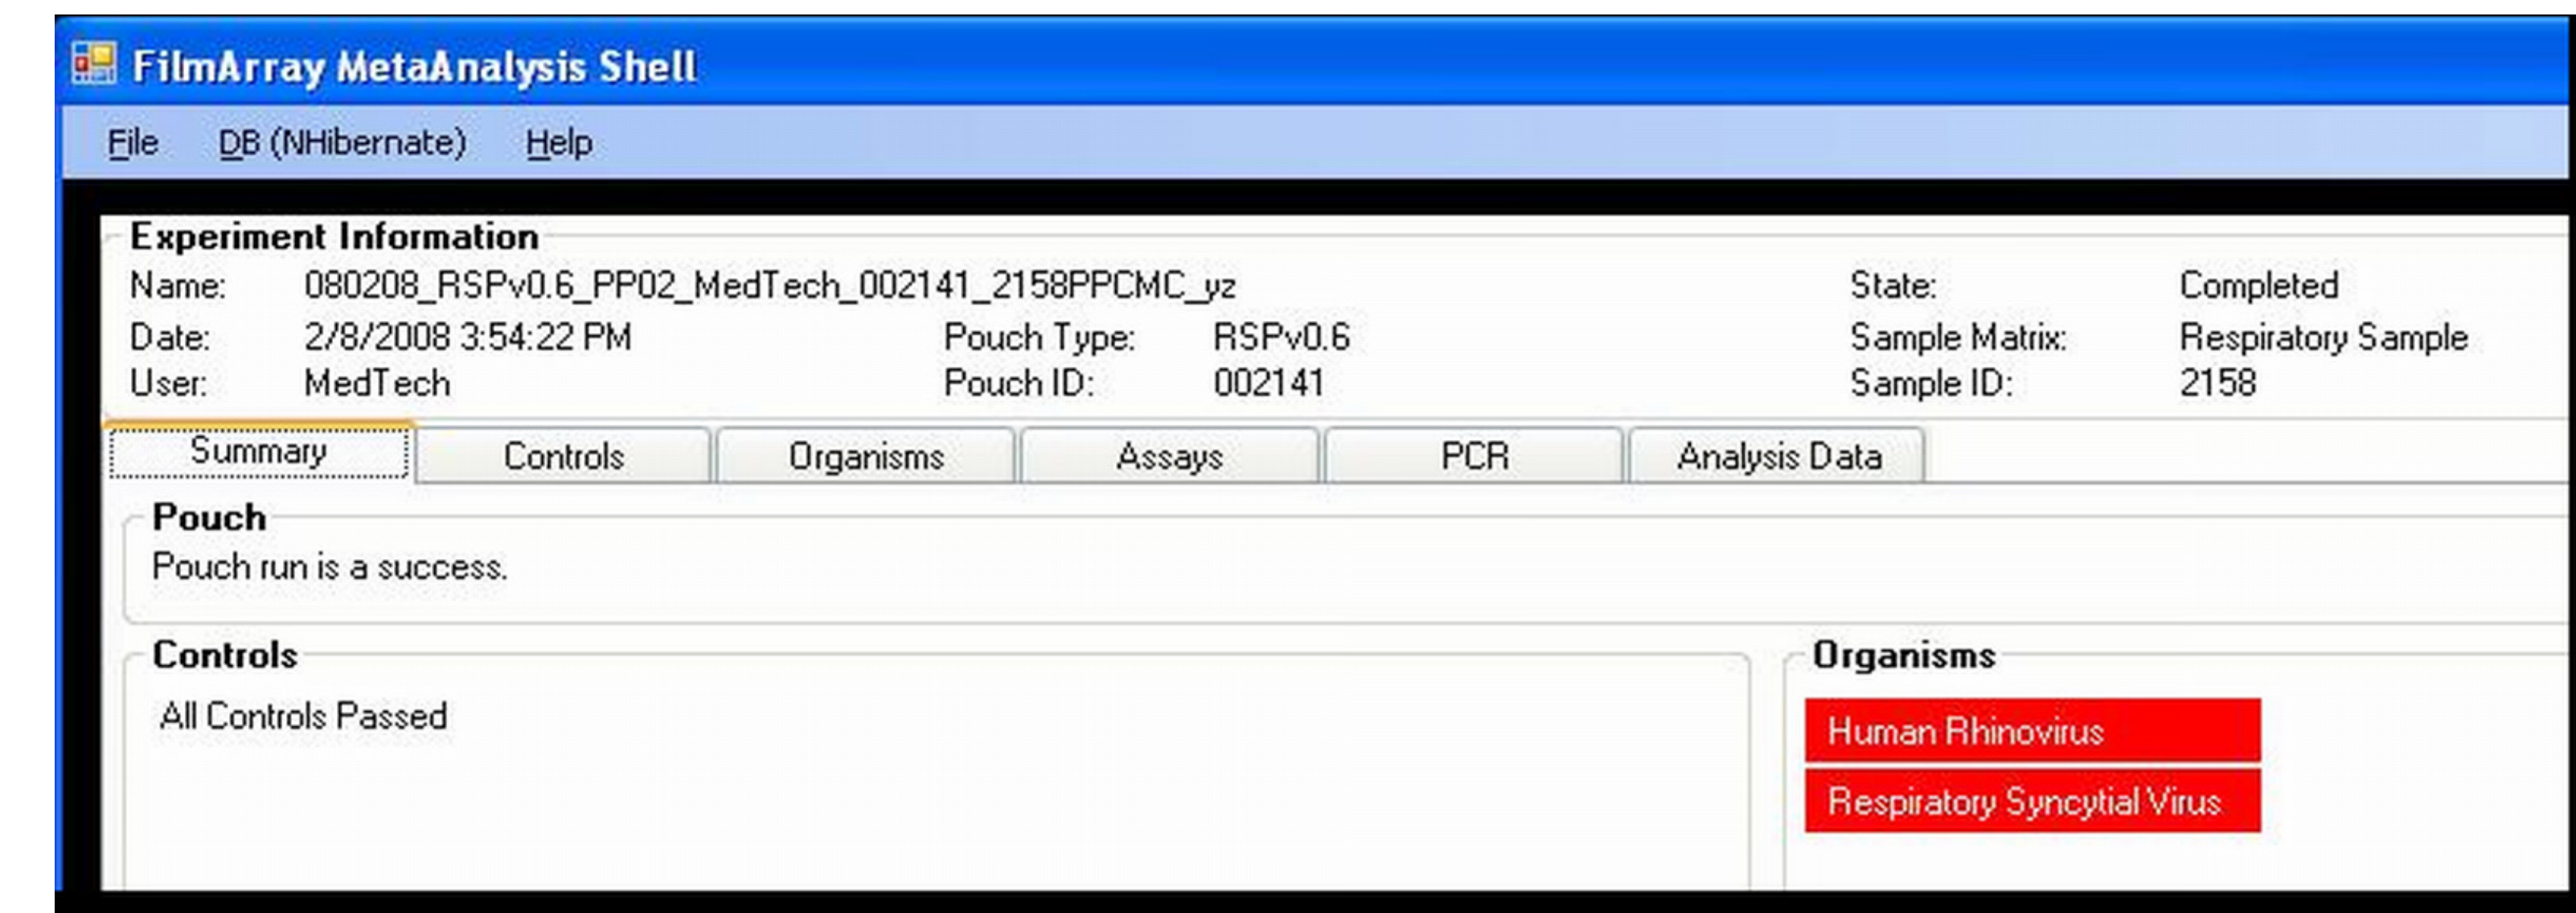 FilmArray MetaAnalysis Shell
File DB (NHibernate) Help
Experiment Information
Name: 080208_RSPv0.6_PP02_MedTech_002141_2158PPCMC_yz State: Completed
Date: 2/8/2008 3:54:22 PM Pouch Type: RSPv0.6 Sample Matrix: Respiratory Sample
User: MedTech Pouch ID: 002141 Sample ID: 2158
Summary Controls Organisms Assays PCR Analysis Data
Pouch
Pouch run is a success.
Controls
All Controls Passed
Organisms
Human Rhinovirus
Respiratory Syncytial Virus